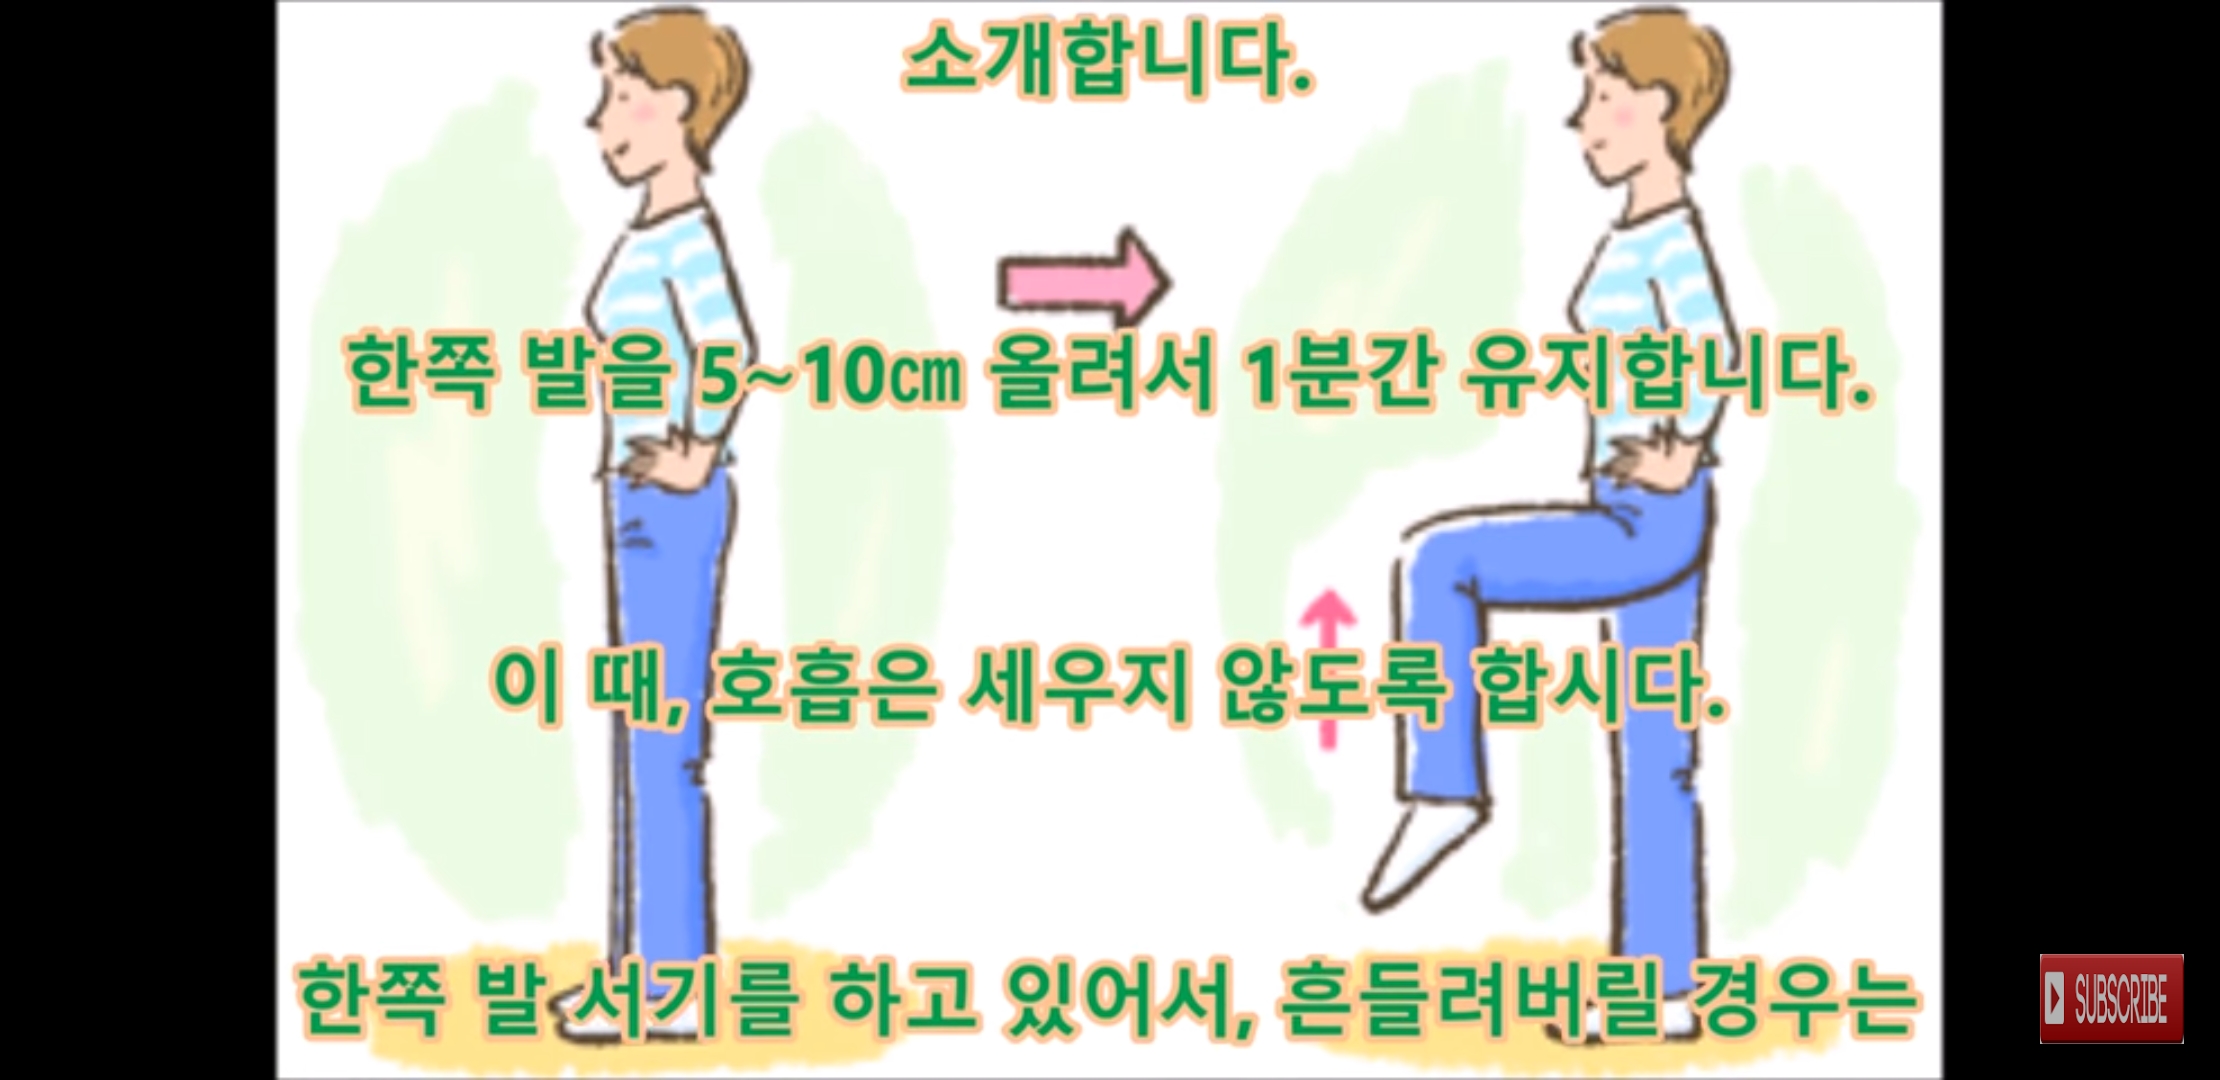 소개합니다.
한쪽 발을 5~10㎝ 올려서 1분간 유지합니다.
이 때, 호흡은 세우지 않도록 합시다.
한쪽 발 서기를 하고 있어서, 흔들려버릴 경우는
SUBSCRIBE